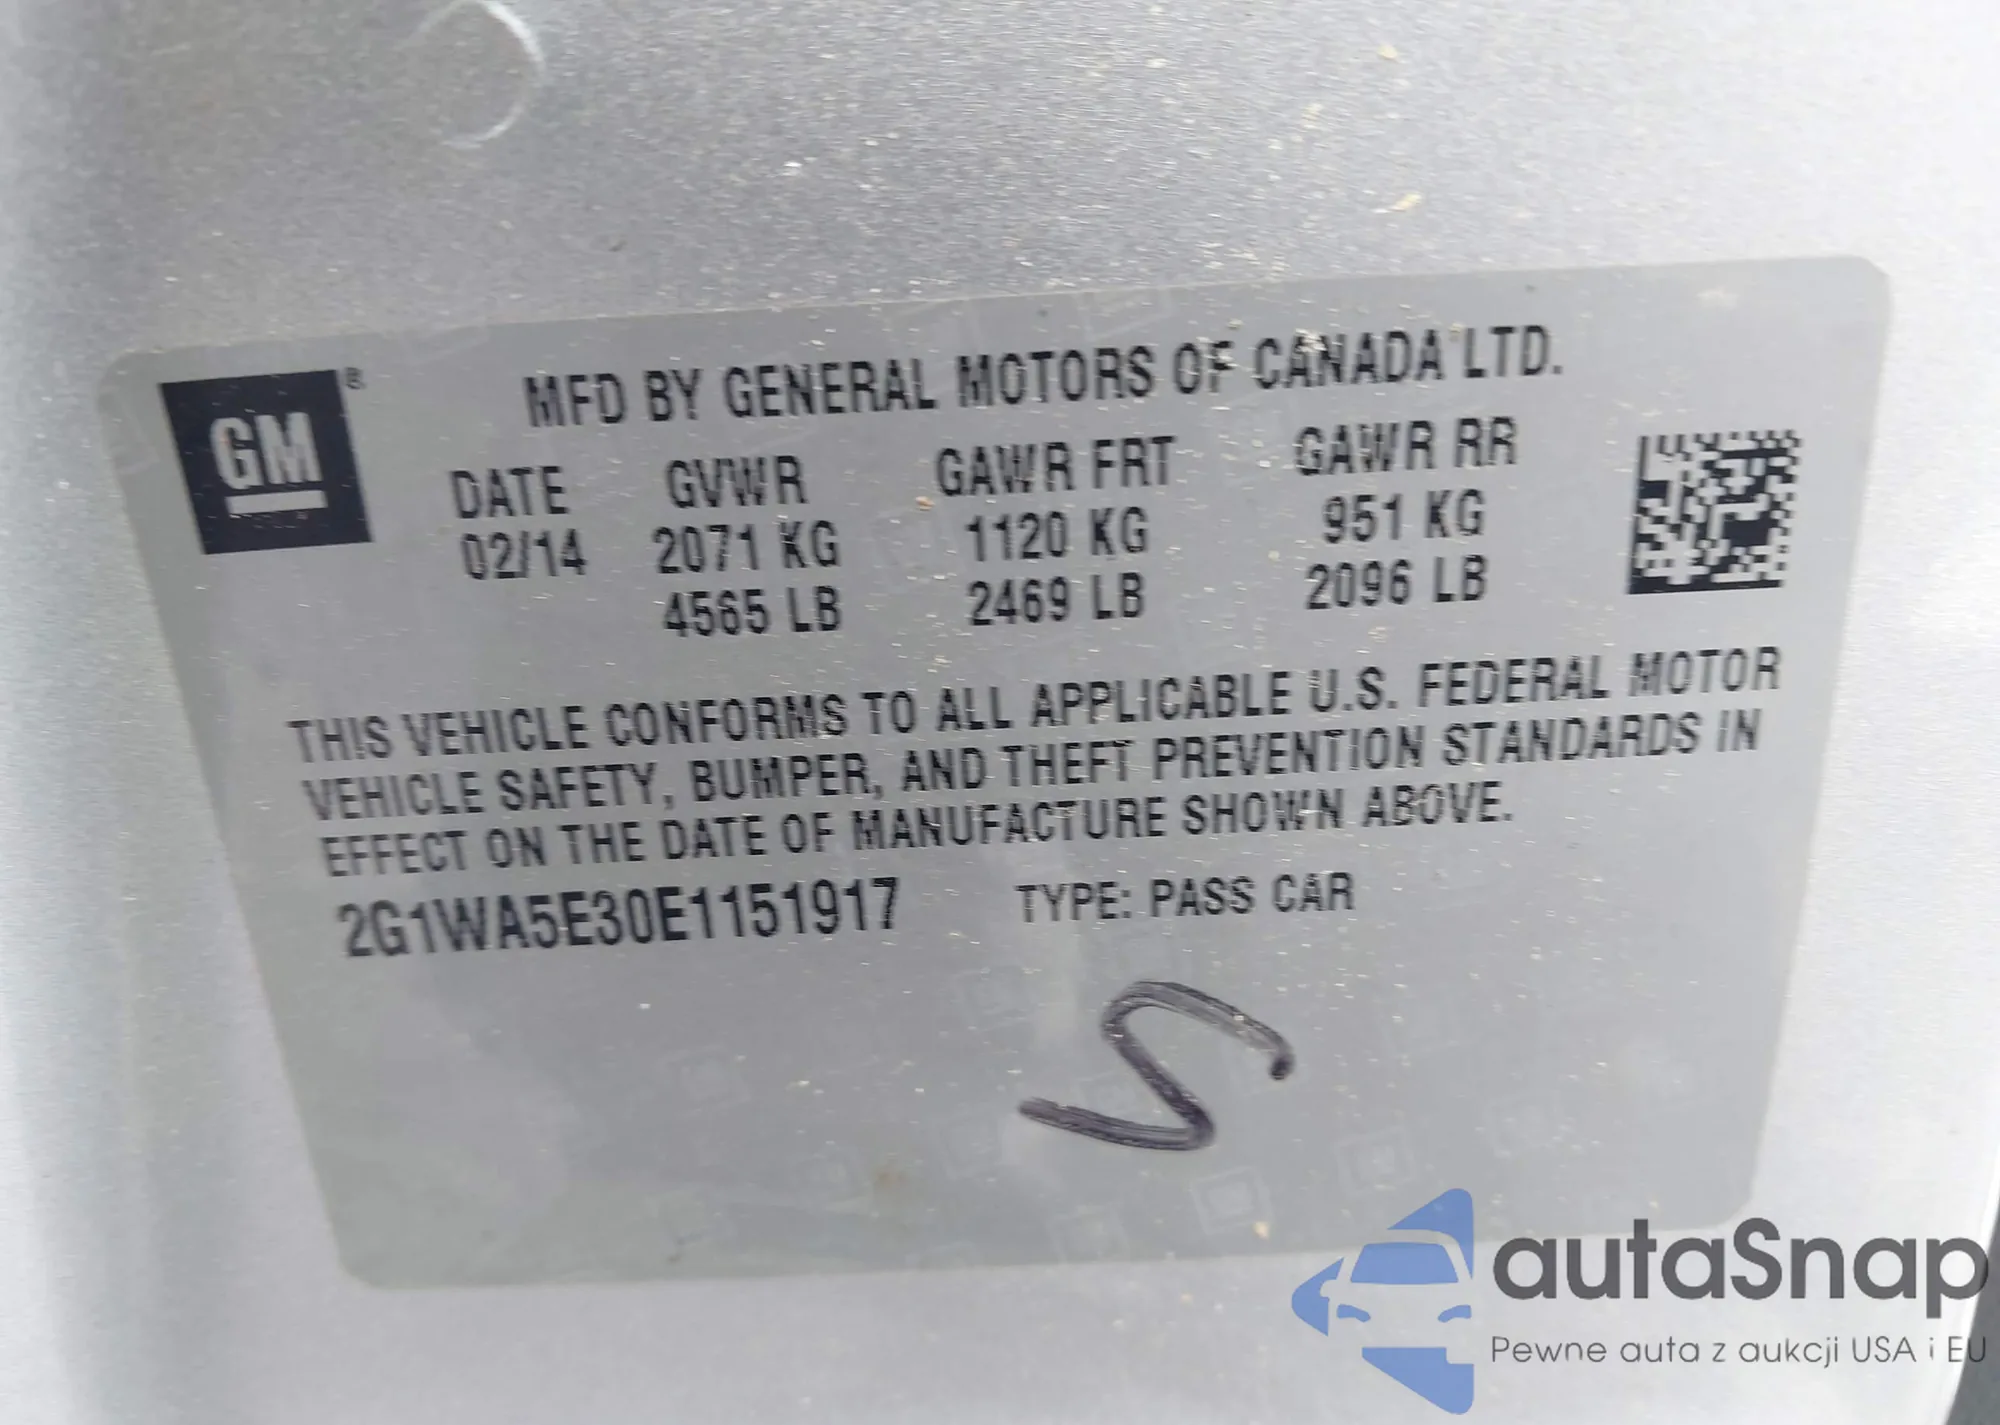 GM ®
MFD BY GENERAL MOTORS OF CANADA LTD.
DATE GVWR GAWR FRT GAWR RR
02/14 2071 KG 1120 KG 951 KG
4565 LB 2469 LB 2096 LB
THIS VEHICLE CONFORMS TO ALL APPLICABLE U.S. FEDERAL MOTOR
VEHICLE SAFETY, BUMPER, AND THEFT PREVENTION STANDARDS IN
EFFECT ON THE DATE OF MANUFACTURE SHOWN ABOVE.
2G1WA5E30E1151917 TYPE: PASS CAR
S
autaSnap
Pewne auta z aukcji USA i EU